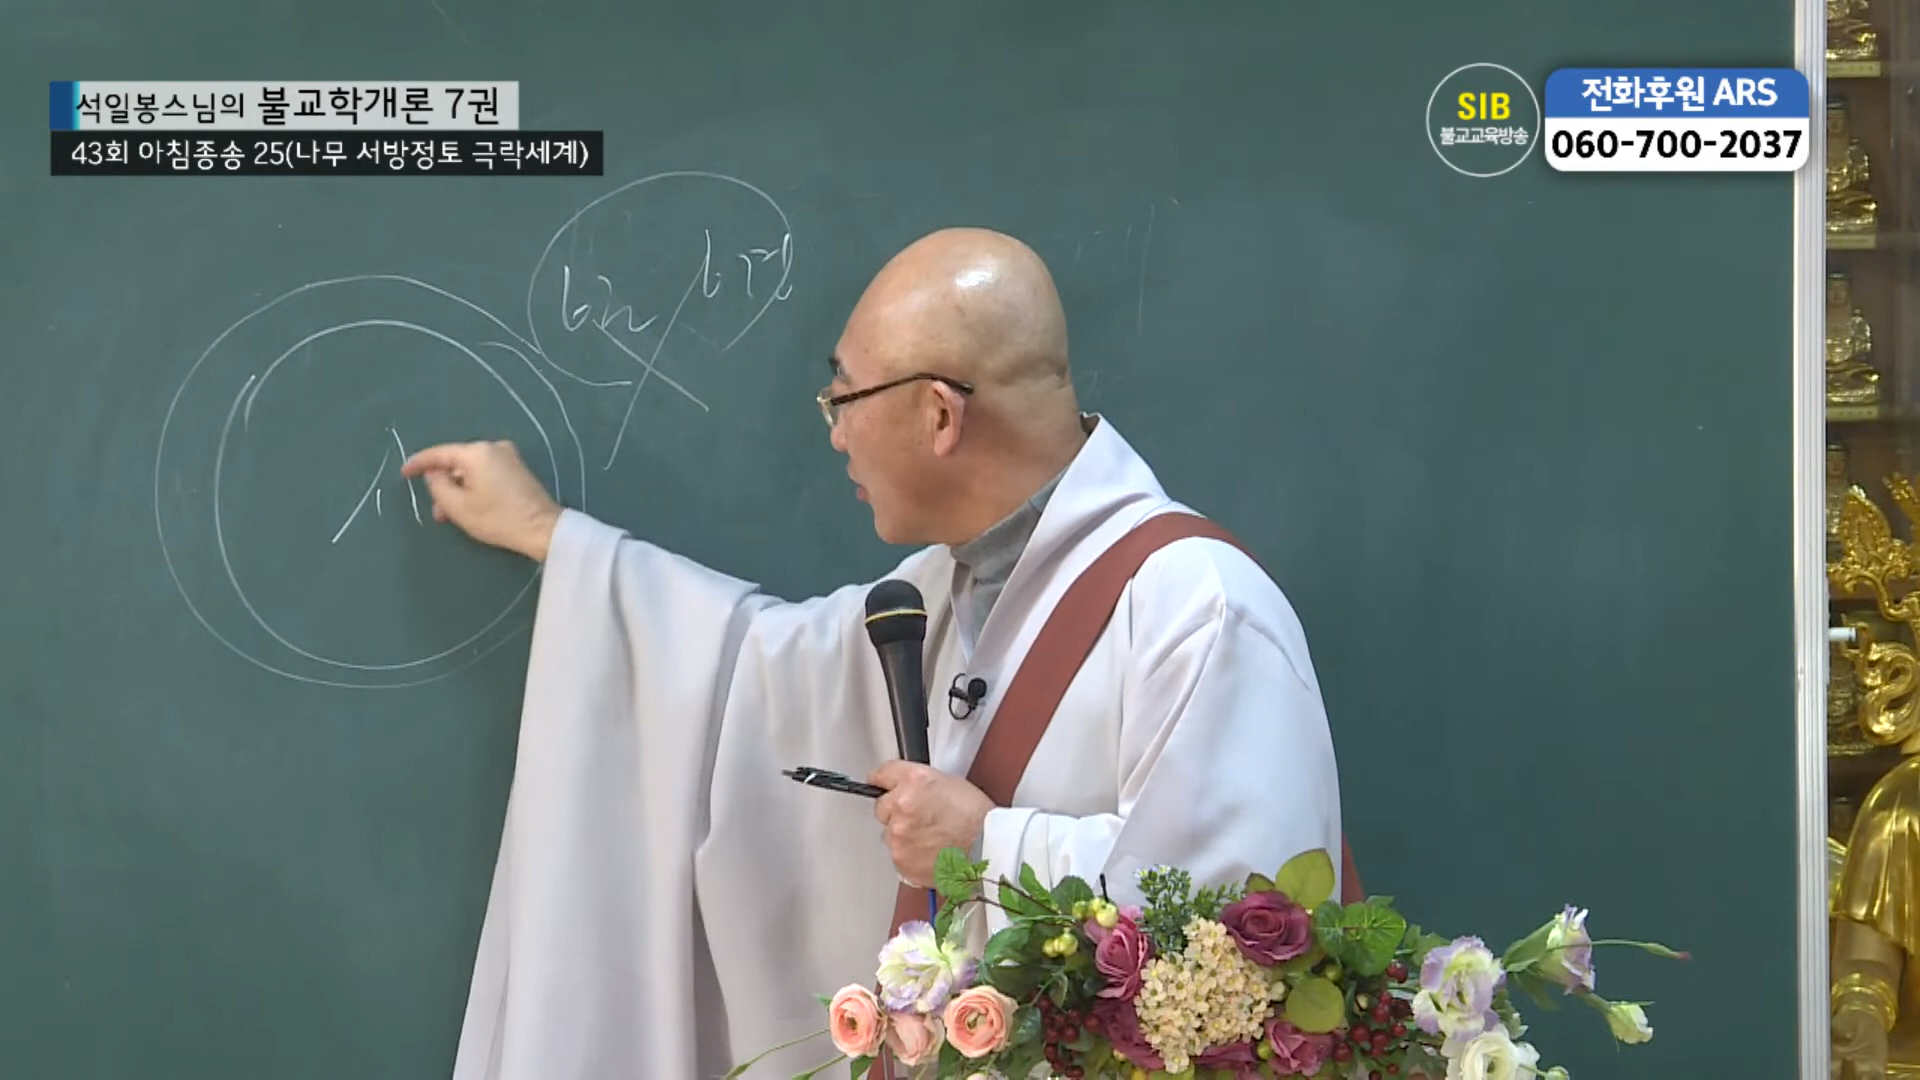 석일봉스님의 불교학개론 7권
43회 아침종송 25(나무 서방정토 극락세계)
SIB
불교교육방송
전화후원 ARS
060-700-2037